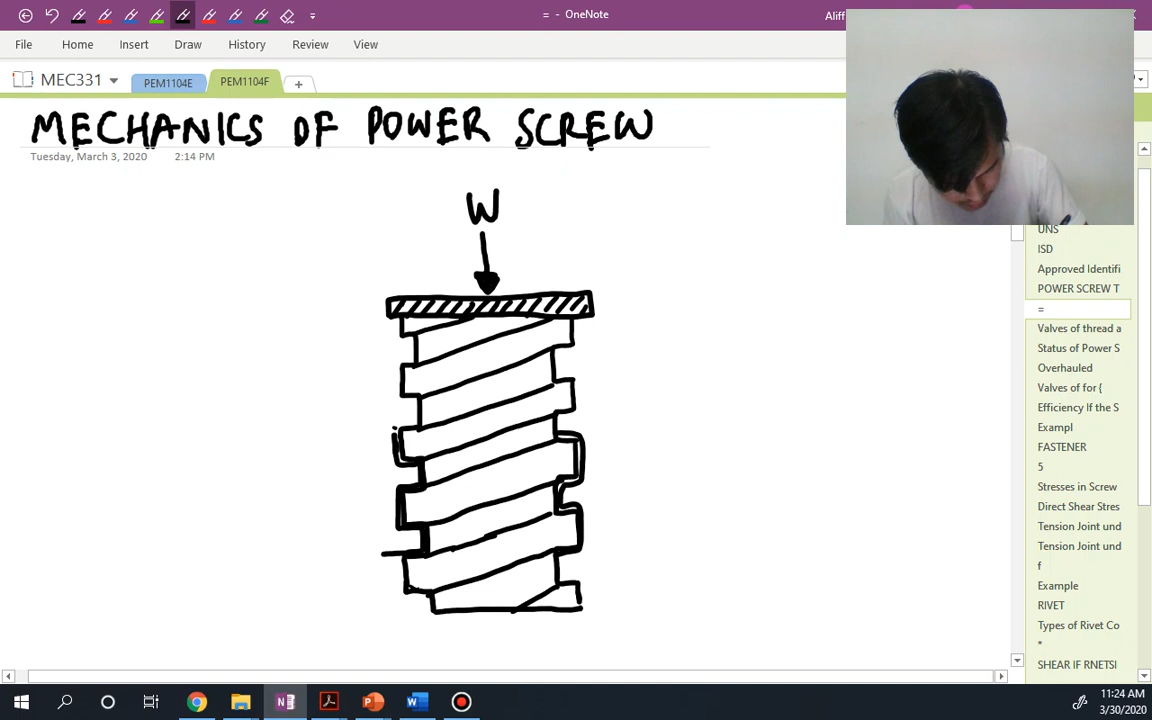 = - OneNote
Aliff
File Home Insert Draw History Review View
MEC331 PEM1104E PEM1104F
MECHANICS OF POWER SCREW
Tuesday, March 3, 2020 2:14 PM
W
UNS
ISD
Approved Identifi
POWER SCREW T
=
Valves of thread a
Status of Power S
Overhauled
Valves of for {
Efficiency If the S
Exampl
FASTENER
5
Stresses in Screw
Direct Shear Stres
Tension Joint und
Tension Joint und
f
Example
RIVET
Types of Rivet Co
*
SHEAR IF RNETSI
11:24 AM
3/30/2020